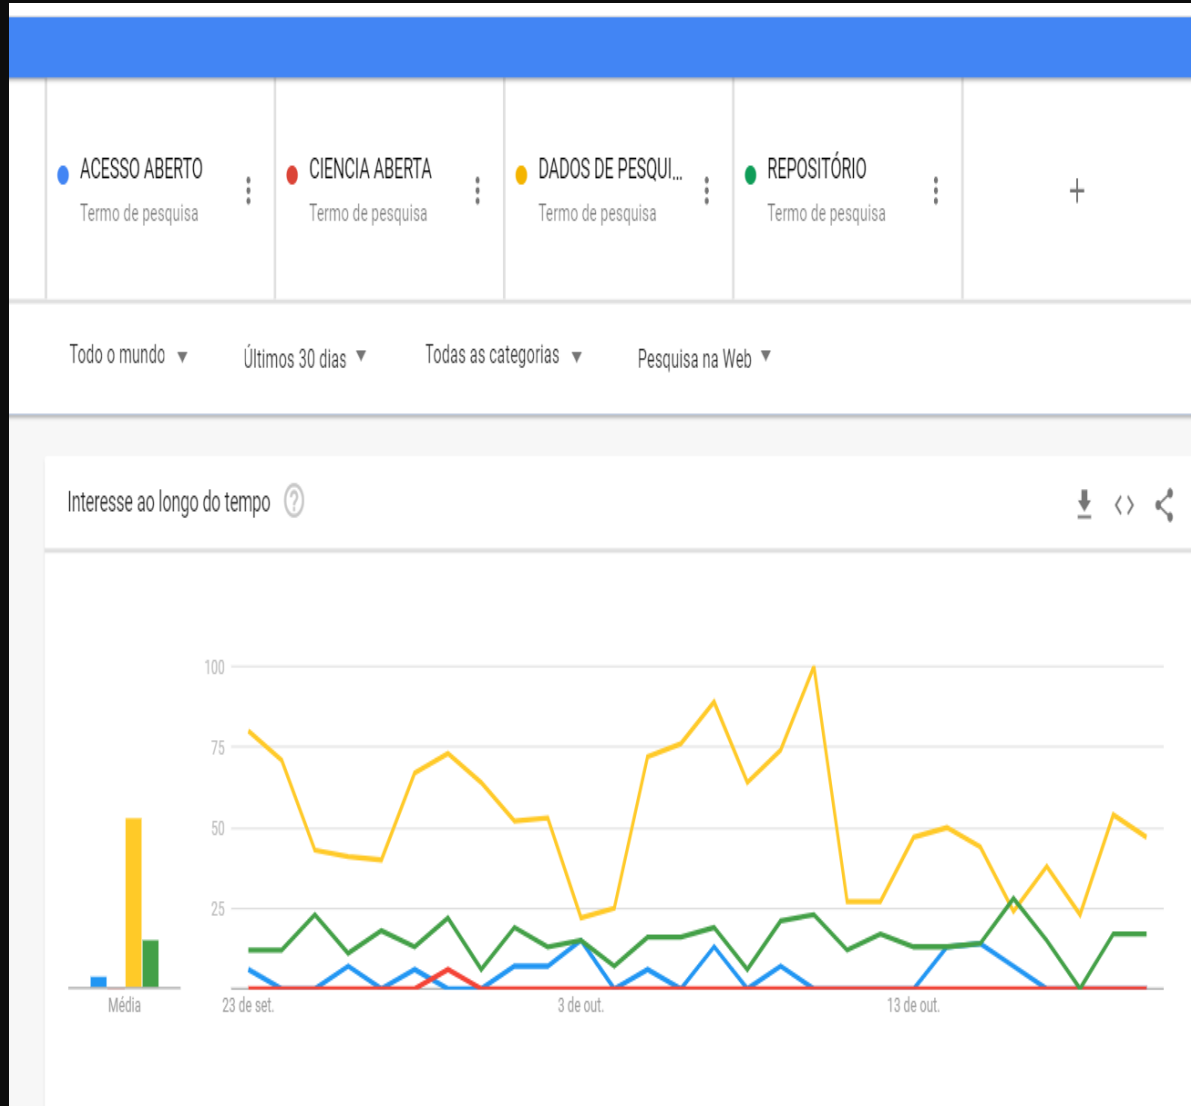 ACESSO ABERTO
Termo de pesquisa
CIENCIA ABERTA
Termo de pesquisa
DADOS DE PESQUI...
Termo de pesquisa
REPOSITÓRIO
Termo de pesquisa
+
Todo o mundo
Últimos 30 dias
Todas as categorias
Pesquisa na Web
Interesse ao longo do tempo
?
100
75
50
25
Média
23 de set.
3 de out.
13 de out.